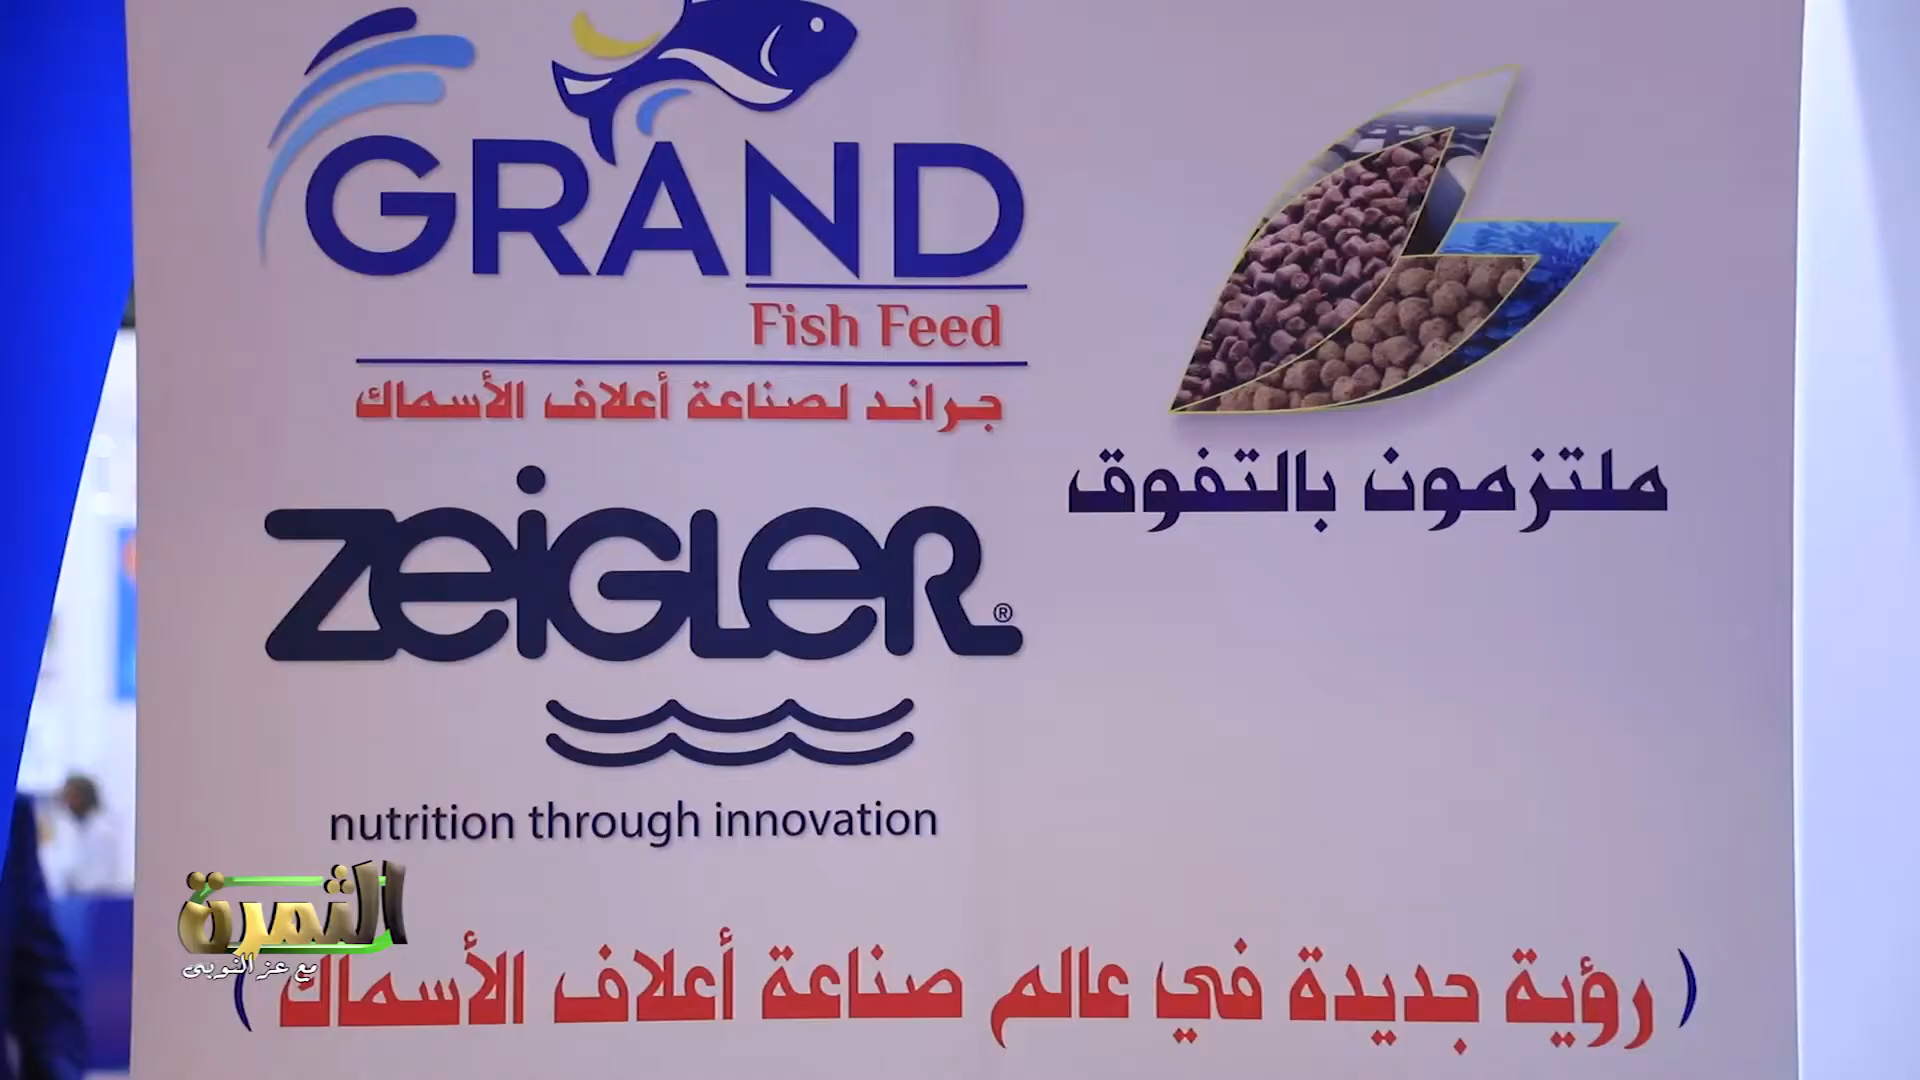 GRAND
Fish Feed
جراند لصناعة أعلاف الأسماك
ملتزمون بالتفوق
ZEIGLER®
nutrition through innovation
الثمرة
مع عز النوبى
( رؤية جديدة في عالم صناعة أعلاف الأسماك )